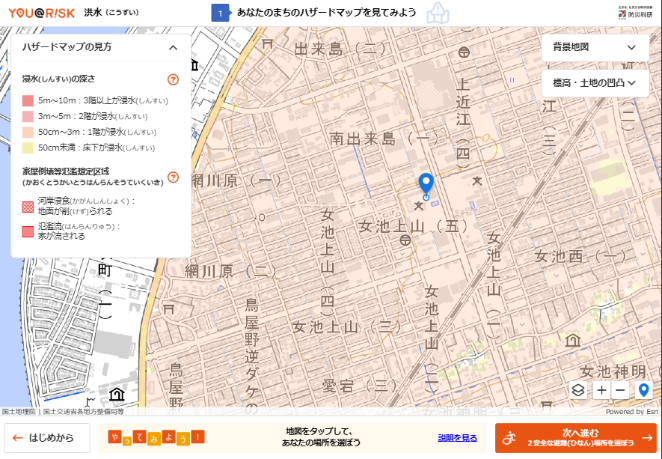 YOU@RISK 洪水（こうずい）
1 あなたのまちのハザードマップを見てみよう
防災科研
ハザードマップの見方
浸水(しんすい)の深さ
5m～10m：3階以上が浸水(しんすい)
3m～5m：2階が浸水(しんすい)
50cm～3m：1階が浸水(しんすい)
50cm未満：床下が浸水(しんすい)
家屋倒壊等氾濫想定区域
(かおくとうかいとうはんらんそうていくいき)
河岸浸食(かがんしんしょく)：
地面が削(けず)られる
氾濫流(はんらんりゅう)：
家が流される
背景地図
標高・土地の凹凸
出来島（二）
上近江（四）
南出来島（一）
網川原（一）
女池上山（五）
女池上山（四）
女池上山（一）
女池西（一）
網川原（二）
女池上山（三）
女池上山（二）
鳥屋野逆ダケの
鳥屋野
愛宕（三）
女池神明（一）
国土地理院 | 国土交通省各地方整備局等
Powered by Esri
はじめから
やってみよう！
地図をタップして、
あなたの場所を選ぼう
説明を見る
次へ進む
2 安全な避難(ひなん)場所を選ぼう